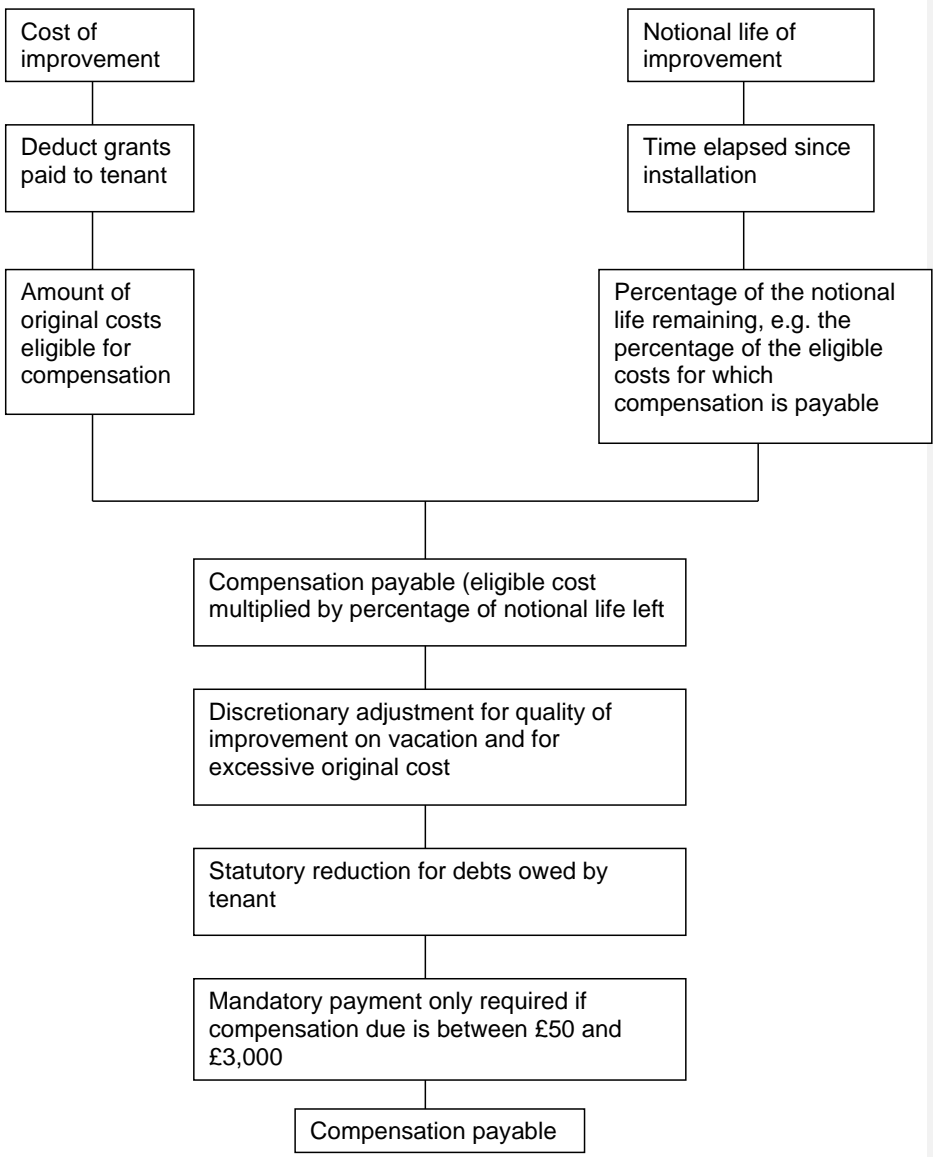 Cost of
improvement
Deduct grants
paid to tenant
Amount of
original costs
eligible for
compensation
Notional life of
improvement
Time elapsed since
installation
Percentage of the notional
life remaining, e.g. the
percentage of the eligible
costs for which
compensation is payable
Compensation payable (eligible cost
multiplied by percentage of notional life left
Discretionary adjustment for quality of
improvement on vacation and for
excessive original cost
Statutory reduction for debts owed by
tenant
Mandatory payment only required if
compensation due is between £50 and
£3,000
Compensation payable